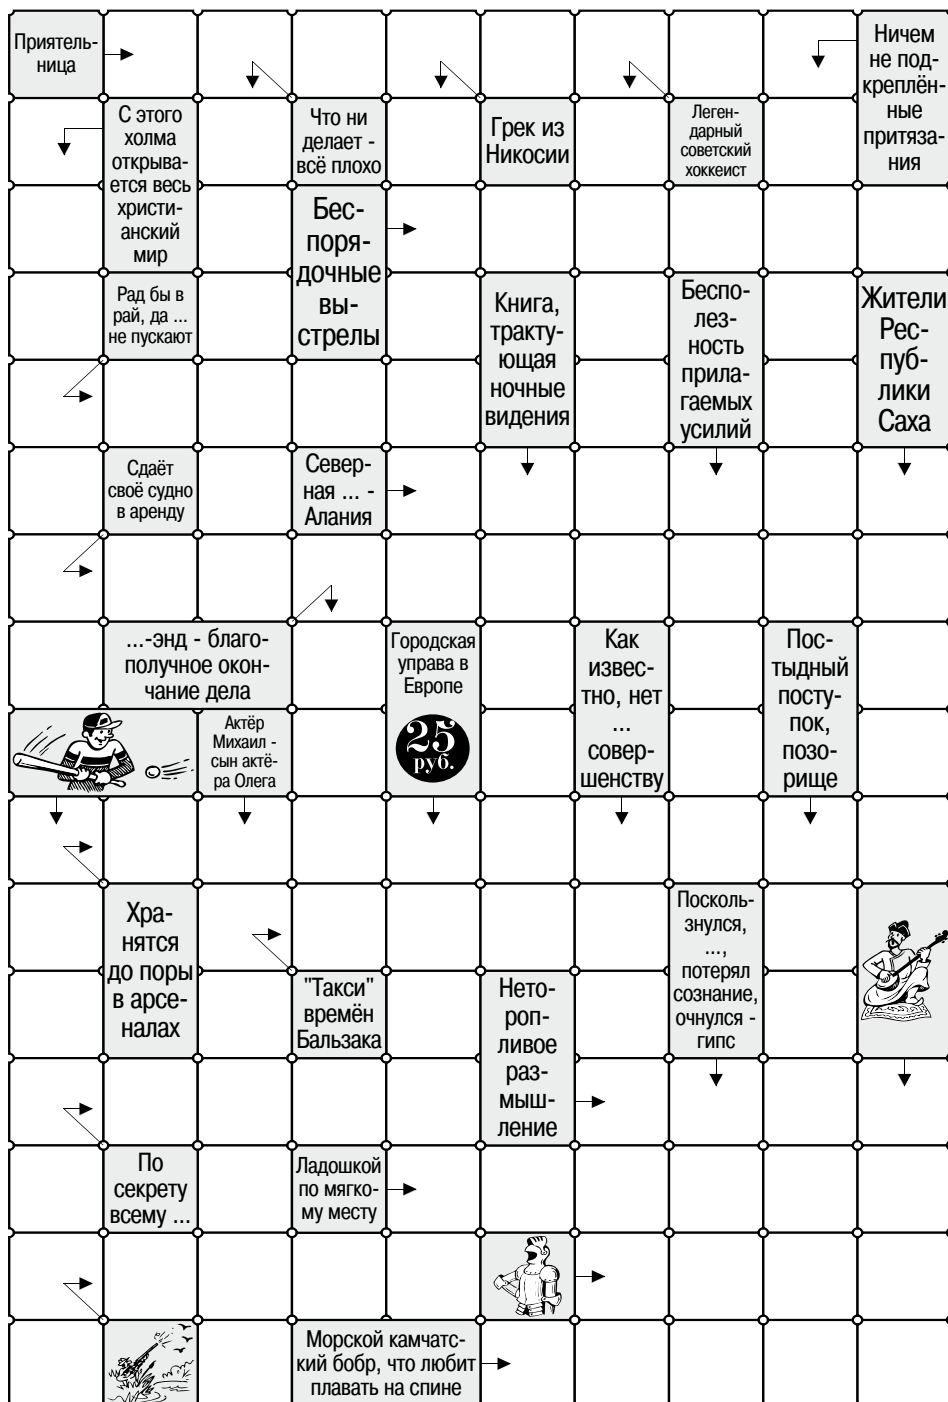 Приятель-
ница
Ничем
не под-
креплён-
ные
притяза-
ния
С этого
холма
открыва-
ется весь
христи-
анский
мир
Что ни
делает -
всё плохо
Грек из
Никосии
Леген-
дарный
советский
хоккеист
Бес-
поря-
дочные
вы-
стрелы
Рад бы в
рай, да ...
не пускают
Книга,
тракту-
ющая
ночные
видения
Беспо-
лез-
ность
прила-
гаемых
усилий
Жители
Рес-
пуб-
лики
Саха
Сдаёт
своё судно
в аренду
Север-
ная ... -
Алания
...-энд - благо-
получное окон-
чание дела
Городская
управа в
Европе
25
руб.
Как
извес-
тно, нет
...
совер-
шенству
Пос-
тыдный
посту-
пок,
позо-
рище
Актёр
Михаил -
сын актё-
ра Олега
Хра-
нятся
до поры
в арсе-
налах
Посколь-
знулся,
...,
потерял
сознание,
очнулся -
гипс
"Такси"
времён
Бальзака
Нето-
роп-
ливое
раз-
мыш-
ление
По
секрету
всему ...
Ладошкой
по мягко-
му месту
Морской камчатс-
кий бобр, что любит
плавать на спине